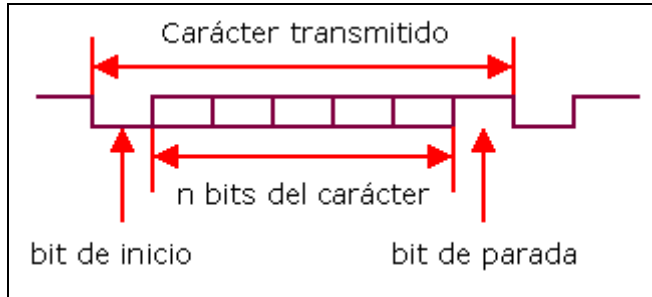 Carácter transmitido
n bits del carácter
bit de inicio
bit de parada